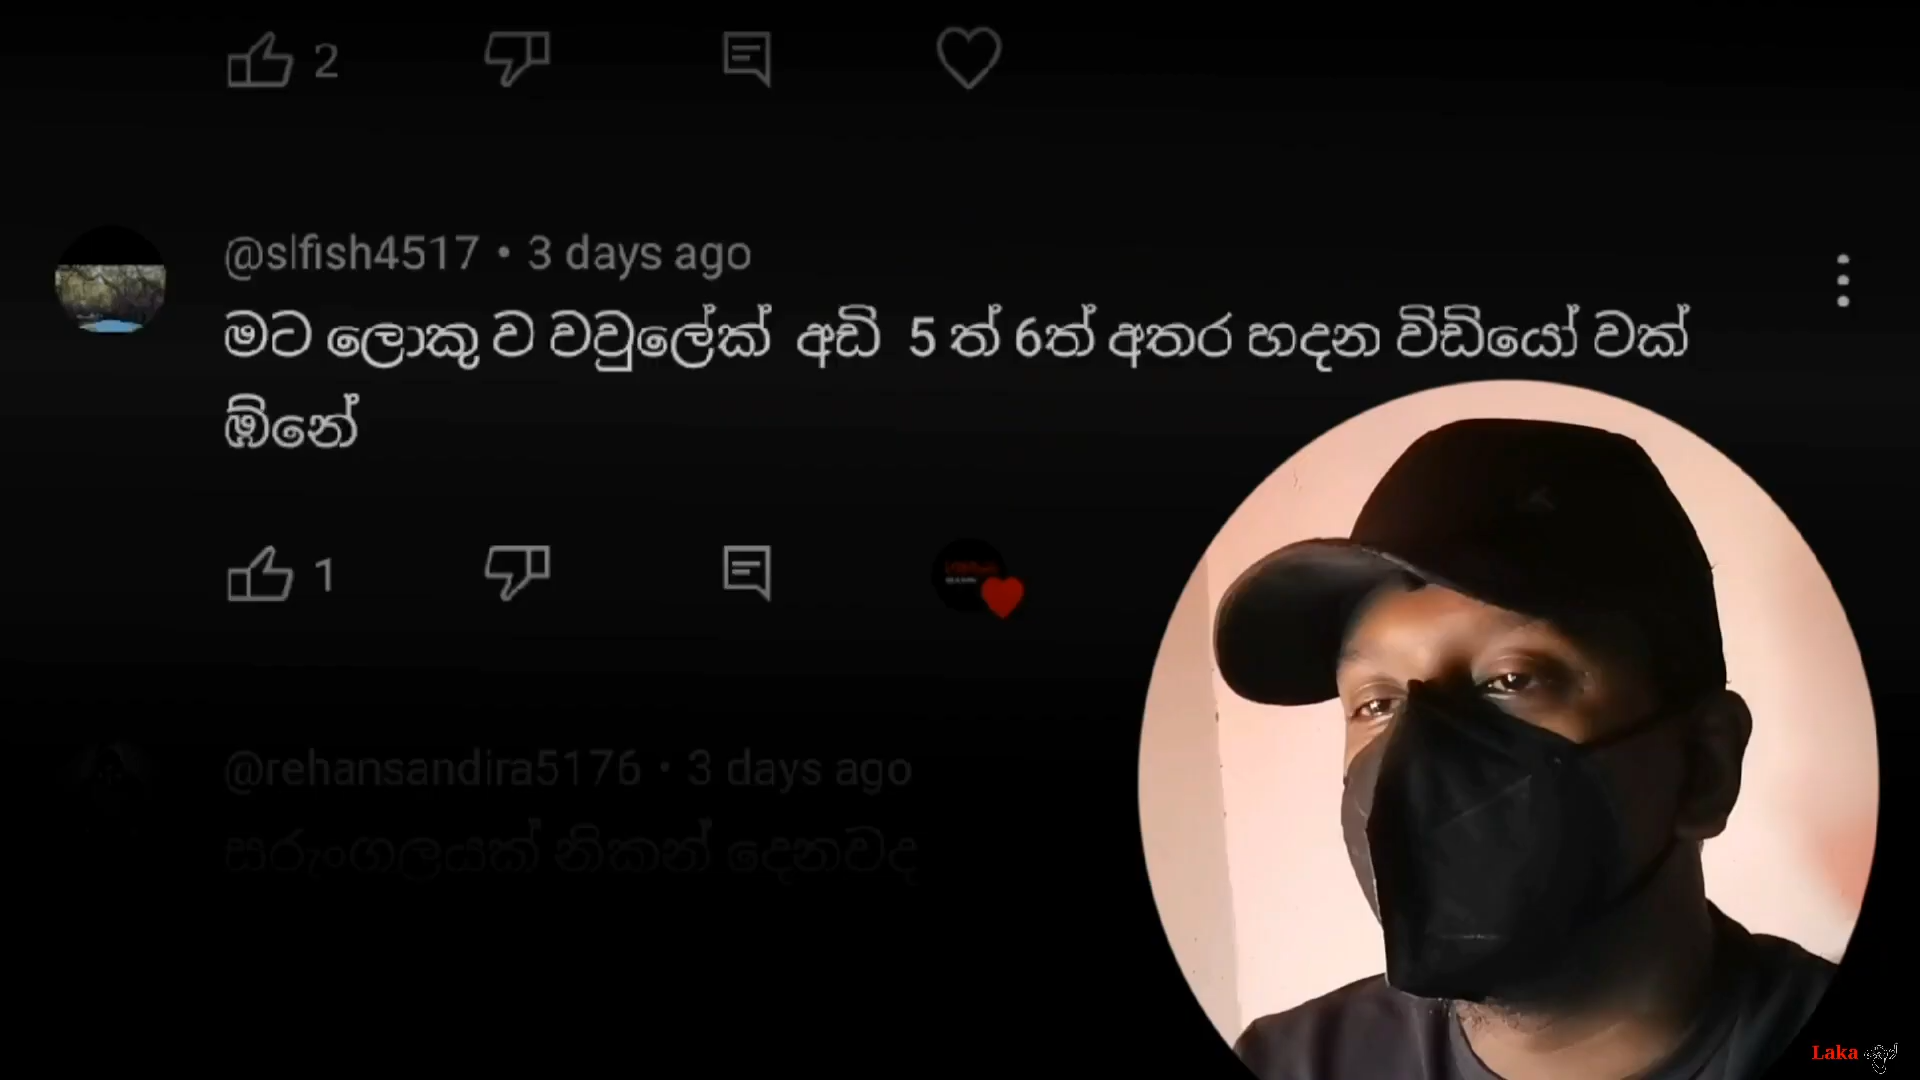 2
@slfish4517 • 3 days ago
මට ලොකු ව වවුලේක් අඩි 5 ත් 6ත් අතර හදන විඩියෝ වක්
ඕනේ
1
@rehansandira5176 • 3 days ago
සරුංගලයක් නිකන් දෙනවද
Laka